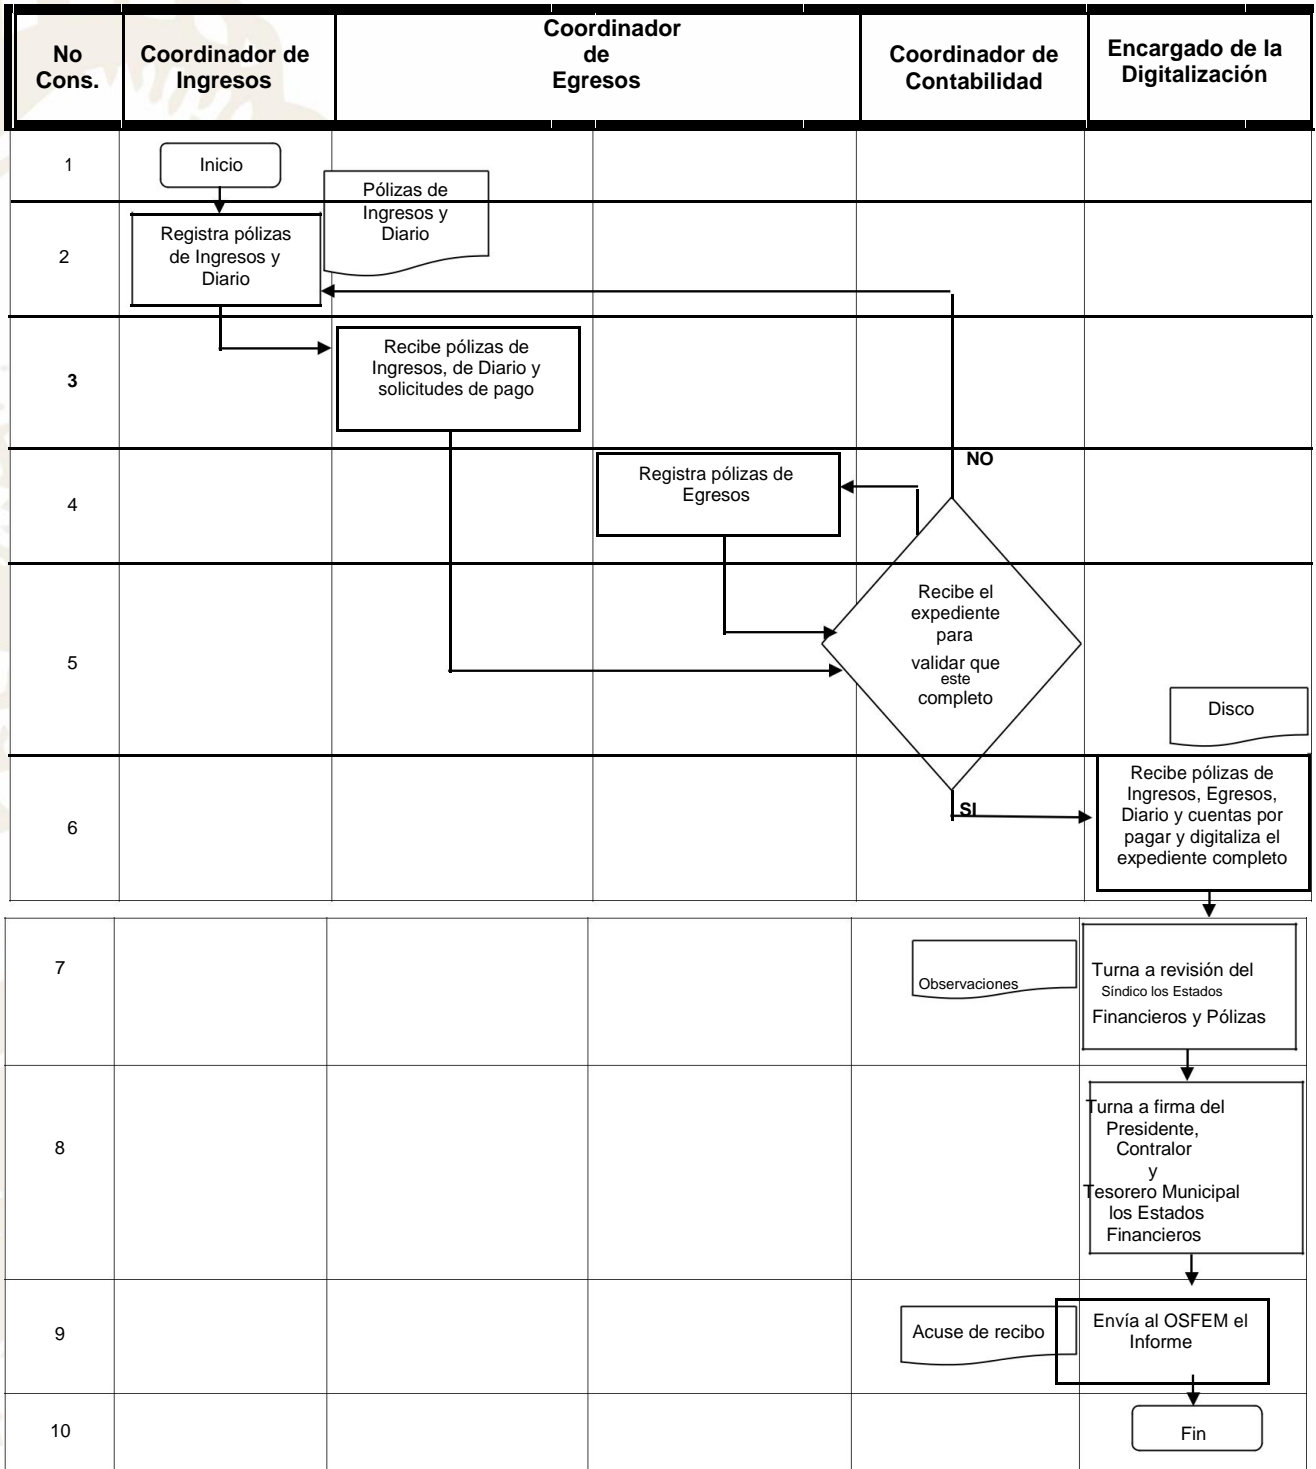 No
Cons.
Coordinador de
Ingresos
Coordinador
de
Egresos
Coordinador de
Contabilidad
Encargado de la
Digitalización
1
Inicio
Pólizas de
Ingresos y
Diario
2
Registra pólizas
de Ingresos y
Diario
3
Recibe pólizas de
Ingresos, de Diario y
solicitudes de pago
NO
4
Registra pólizas de
Egresos
5
Recibe el
expediente
para
validar que
este
completo
Disco
6
SI
Recibe pólizas de
Ingresos, Egresos,
Diario y cuentas por
pagar y digitaliza el
expediente completo
7
Observaciones
Turna a revisión del
Síndico los Estados
Financieros y Pólizas
8
Turna a firma del
Presidente,
Contralor
y
Tesorero Municipal
los Estados
Financieros
9
Acuse de recibo
Envía al OSFEM el
Informe
10
Fin